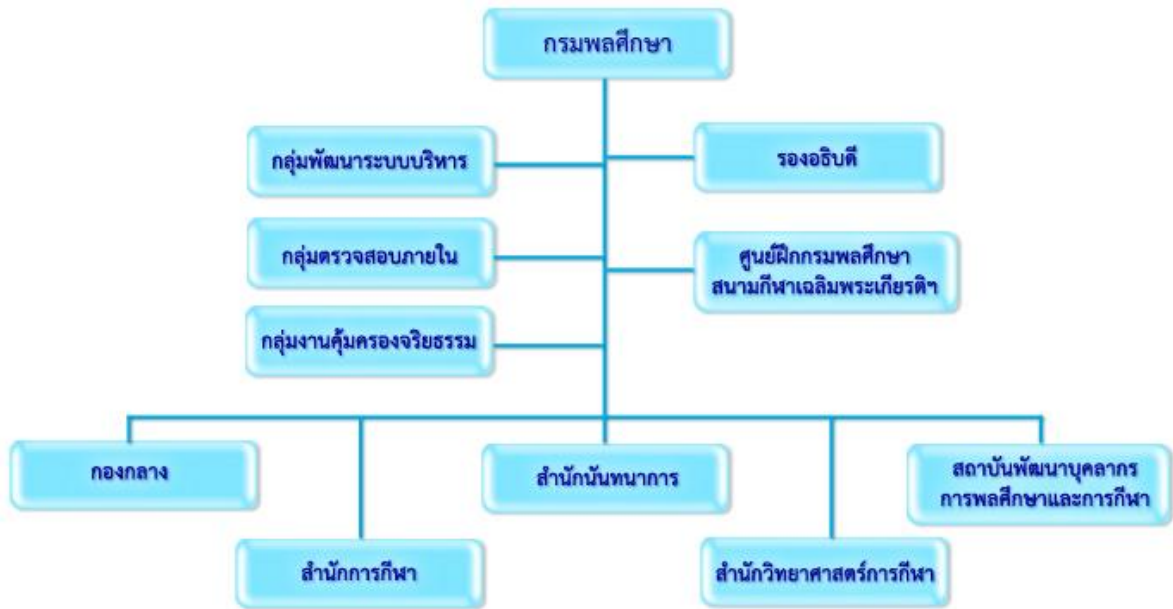 กรมพลศึกษา
กลุ่มพัฒนาระบบบริหาร
รองอธิบดี
กลุ่มตรวจสอบภายใน
ศูนย์ฝึกกรมพลศึกษา
สนามกีฬาเฉลิมพระเกียรติฯ
กลุ่มงานคุ้มครองจริยธรรม
กองกลาง
สำนักนันทนาการ
สถาบันพัฒนาบุคลากร
การพลศึกษาและการกีฬา
สำนักการกีฬา
สำนักวิทยาศาสตร์การกีฬา